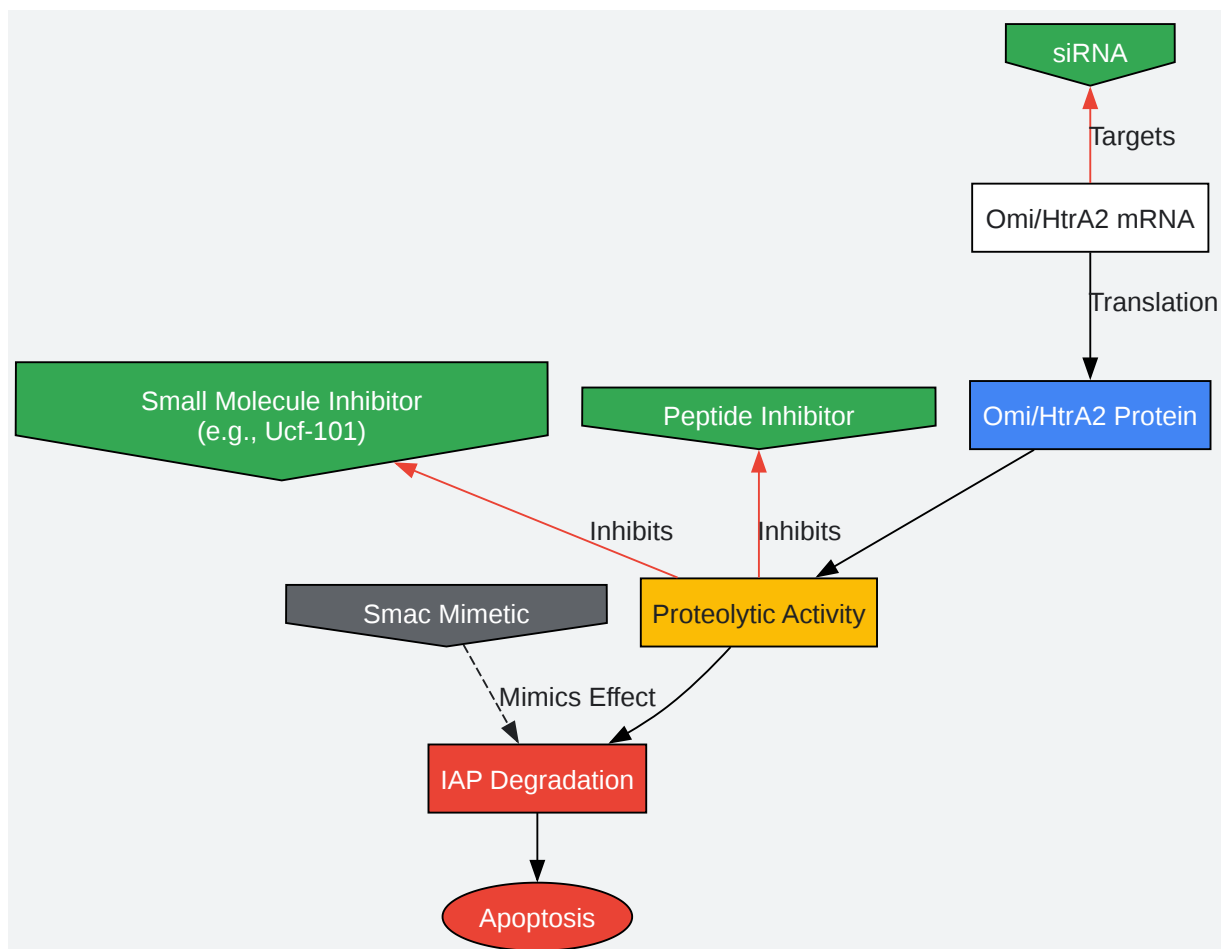 siRNA
Targets
Omi/HtrA2 mRNA
Translation
Small Molecule Inhibitor
(e.g., Ucf-101)
Peptide Inhibitor
Omi/HtrA2 Protein
Inhibits
Inhibits
Smac Mimetic
Proteolytic Activity
Mimics Effect
IAP Degradation
Apoptosis